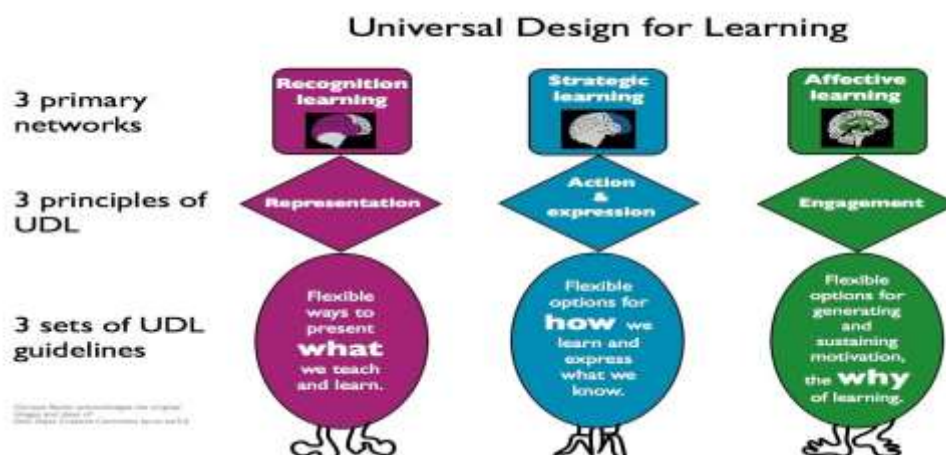 Universal Design for Learning
3 primary
networks
Recognition
learning
Strategic
learning
Affective
learning
3 principles of
UDL
Representation
Action
&
expression
Engagement
3 sets of UDL
guidelines
Flexible
ways to
present
what
we teach
and learn.
Flexible
options for
how we
learn and
express
what we
know.
Flexible
options for
generating
and
sustaining
motivation,
the why
of learning.